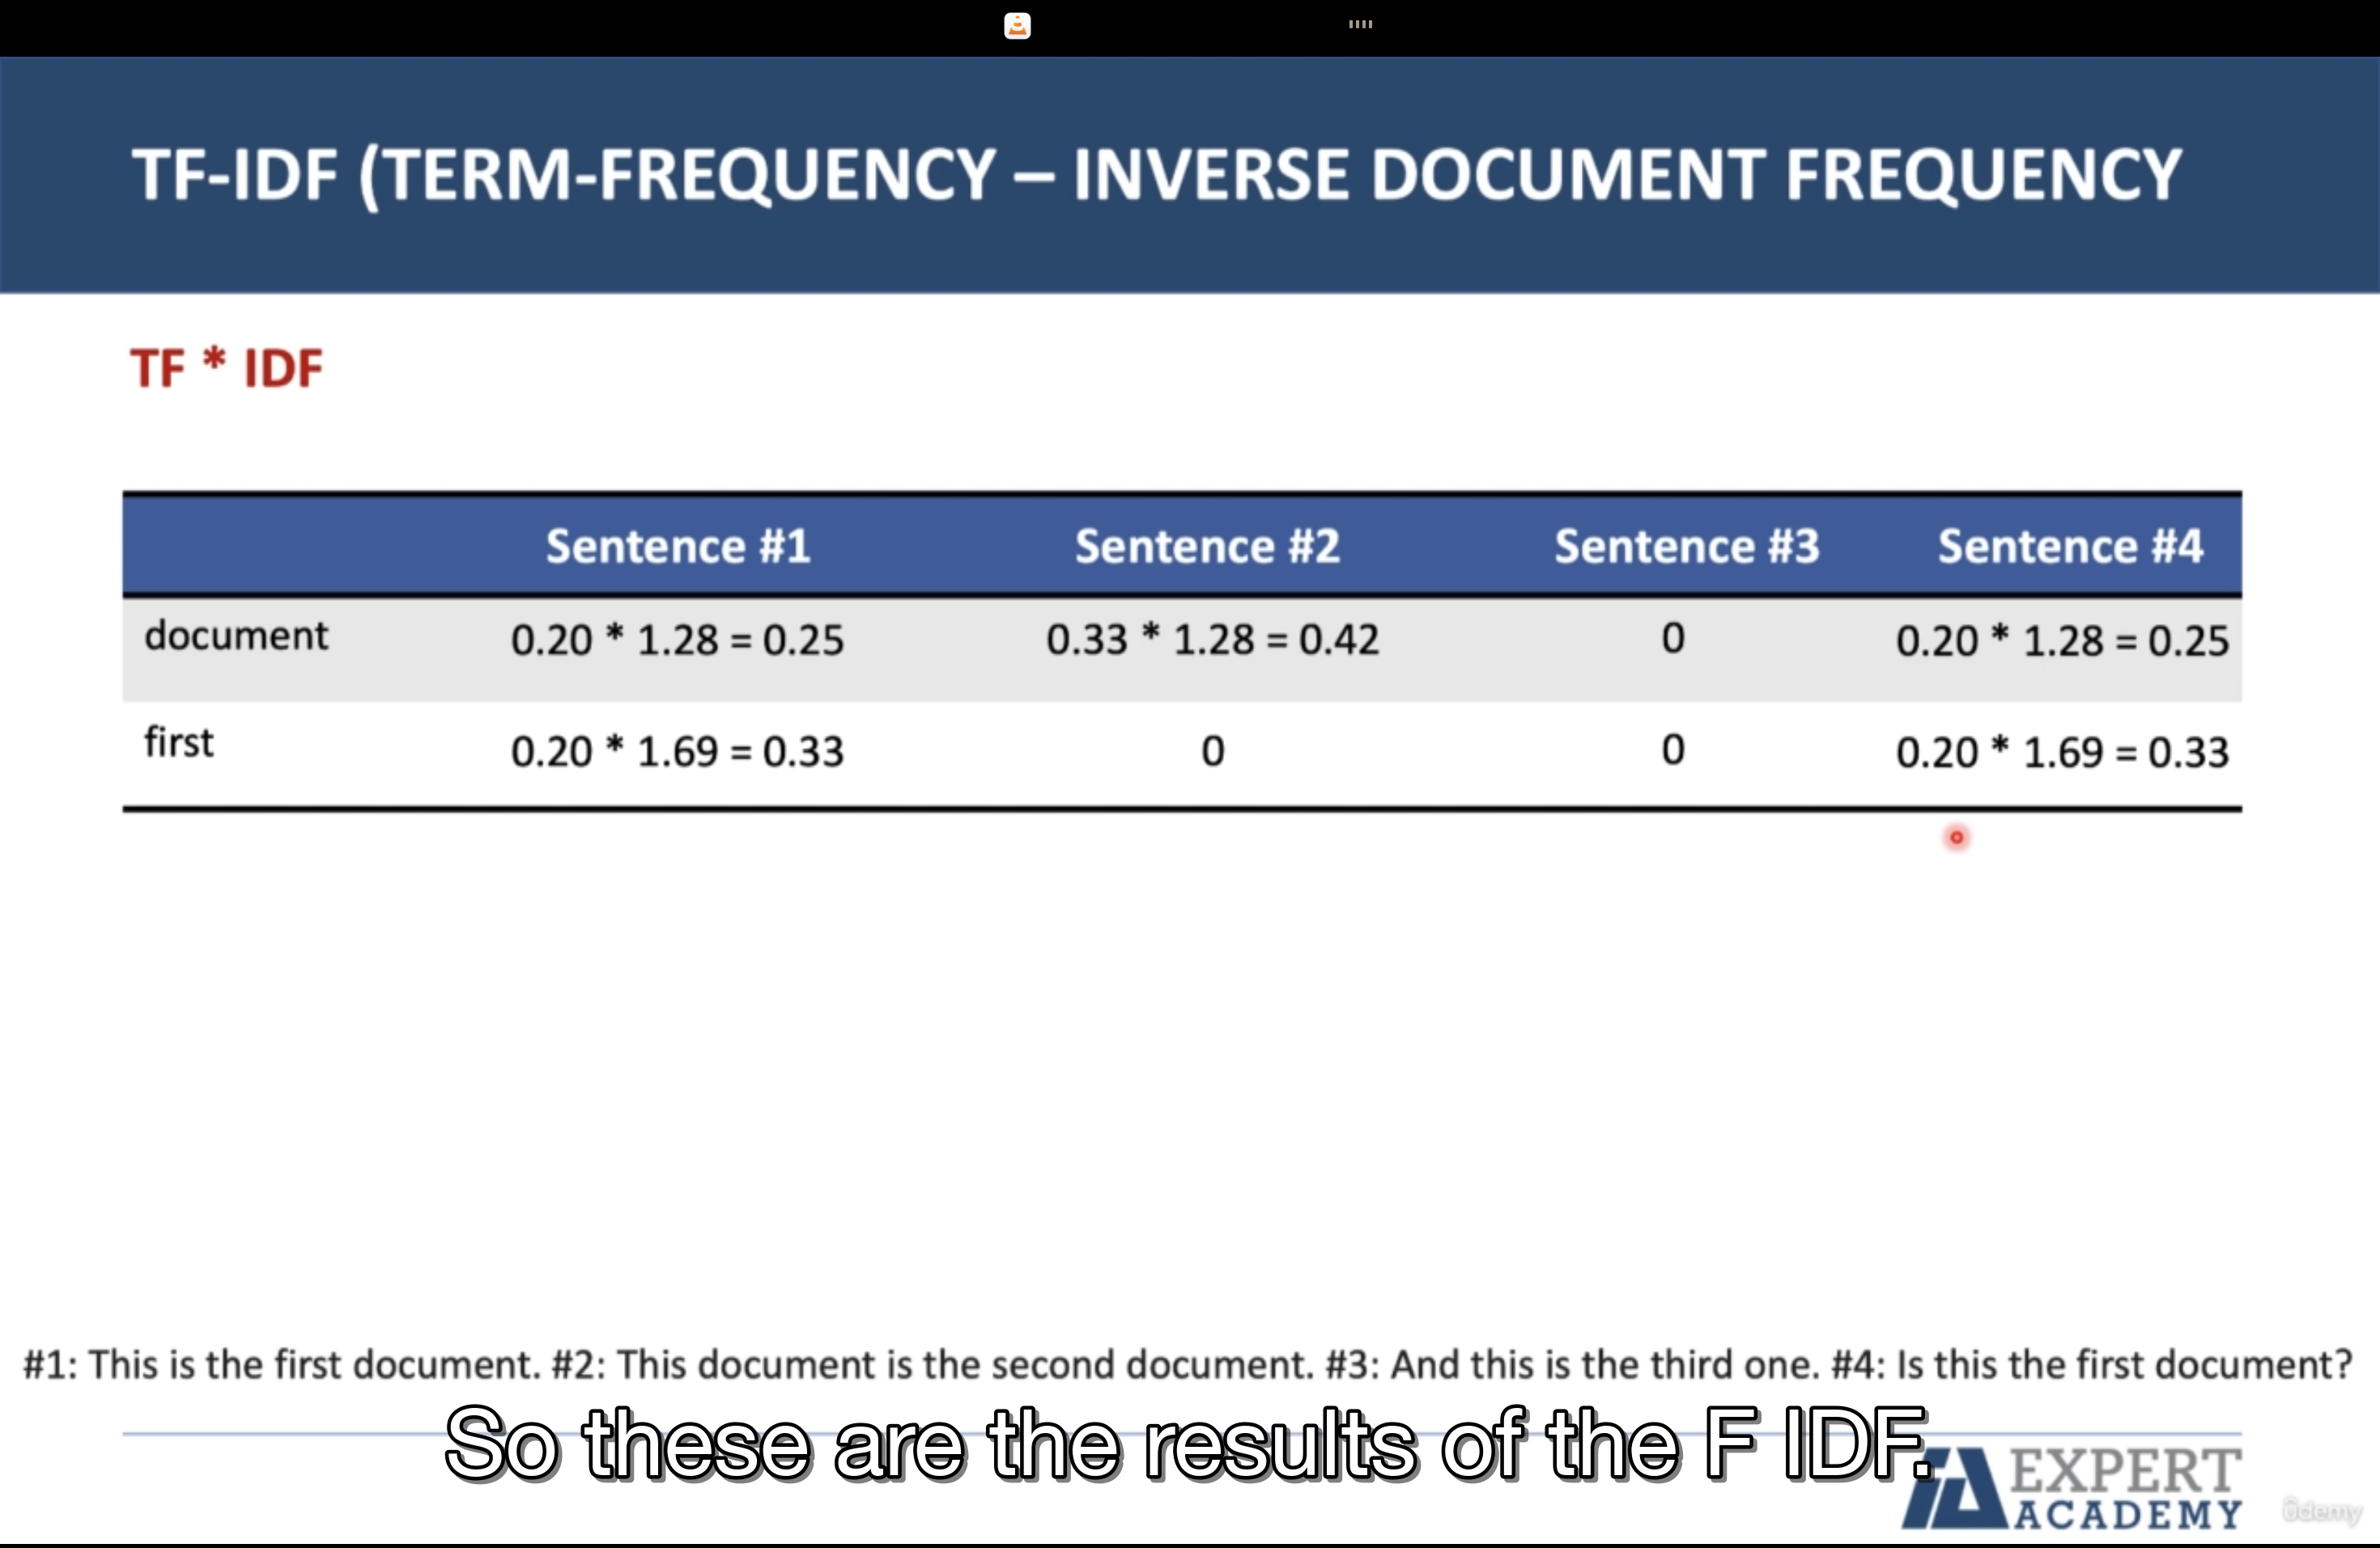 TF-IDF (TERM-FREQUENCY – INVERSE DOCUMENT FREQUENCY
TF * IDF
Sentence #1 Sentence #2 Sentence #3 Sentence #4
document 0.20 * 1.28 = 0.25 0.33 * 1.28 = 0.42 0 0.20 * 1.28 = 0.25
first 0.20 * 1.69 = 0.33 0 0 0.20 * 1.69 = 0.33
#1: This is the first document. #2: This document is the second document. #3: And this is the third one. #4: Is this the first document?
So these are the results of the F IDF.
EXPERT
ACADEMY
ûdemy